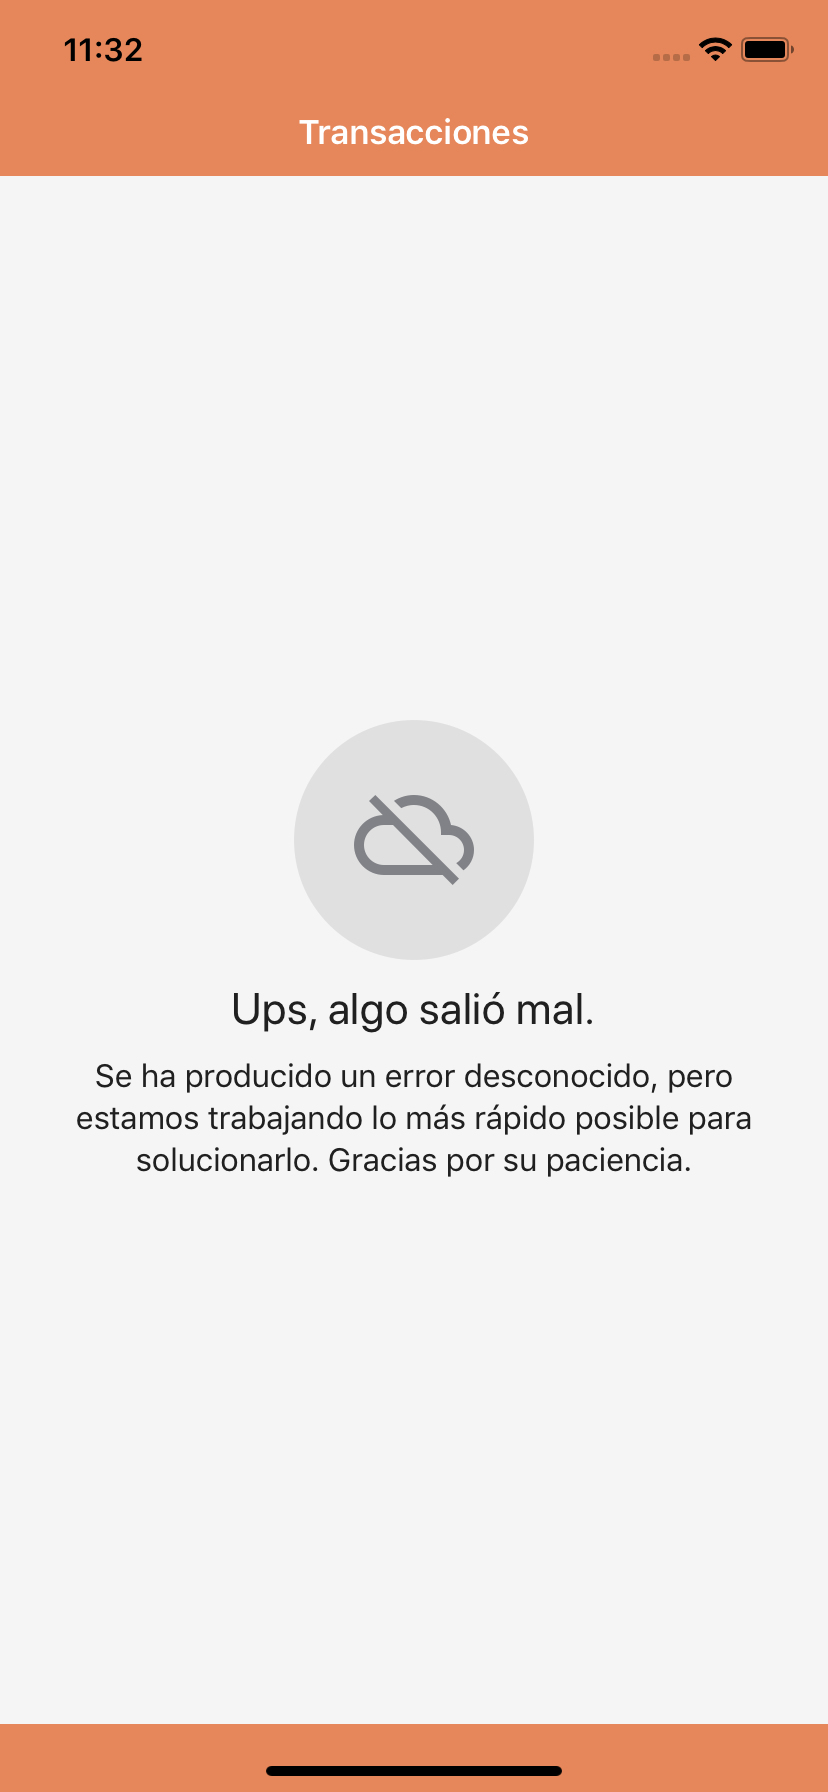 11:32
Transacciones
Ups, algo salió mal.
Se ha producido un error desconocido, pero
estamos trabajando lo más rápido posible para
solucionarlo. Gracias por su paciencia.